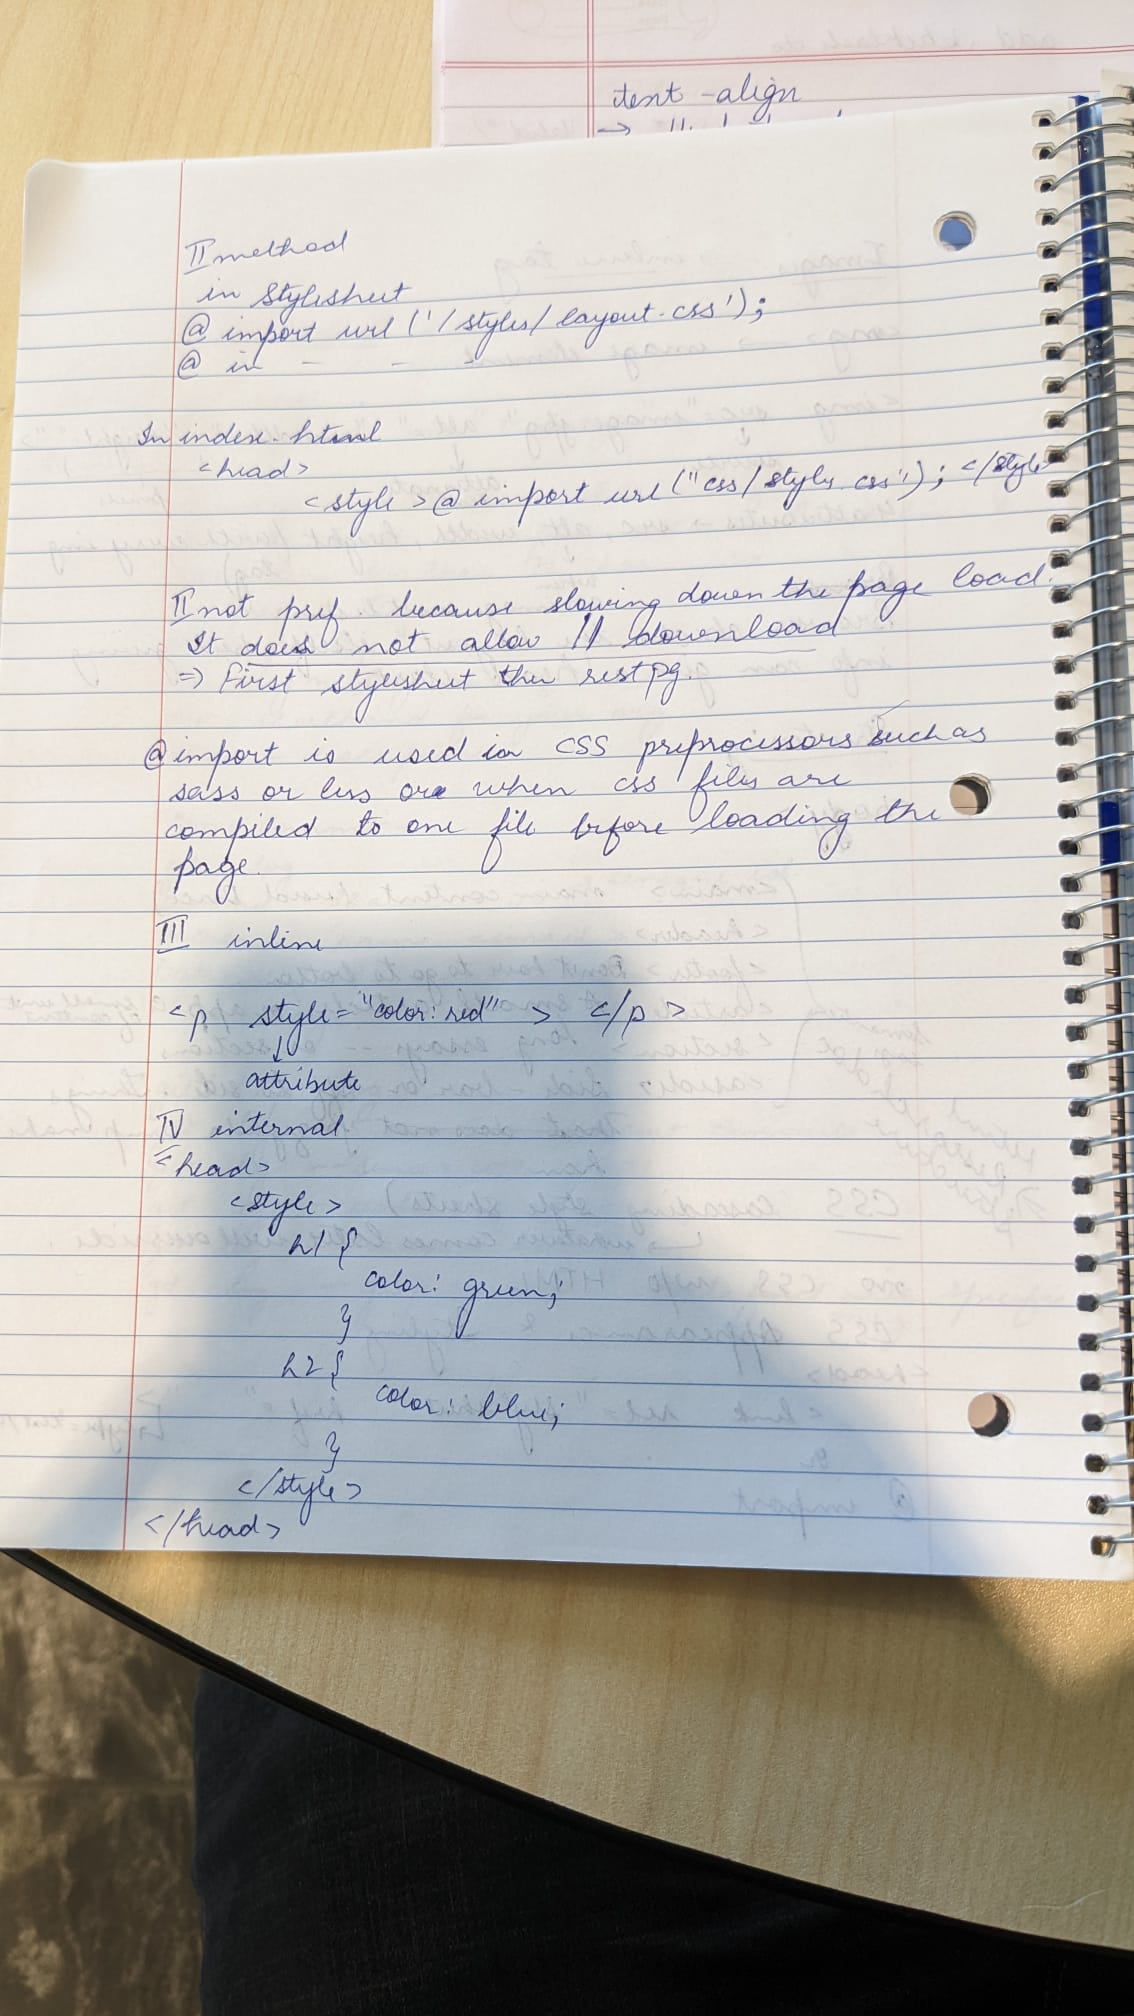 text-align
→
II method
in Stylesheet
@ import url ('/styles/layout.css');
@ in - - -
In index.html
<head>
<style>@ import url ("css/styles.css"); </style>
II not pref. because slowing down the page load.
It does not allow // download
=> First stylesheet then rest pg.
@import is used in CSS preprocessors such as
sass or less or when css files are
compiled to one file before loading the
page.
III inline
<p style="color: red" > </p>
↓
attribute
IV internal
<head>
<style>
h1 {
color: green;
}
h2 {
color: blue;
}
</style>
</head>